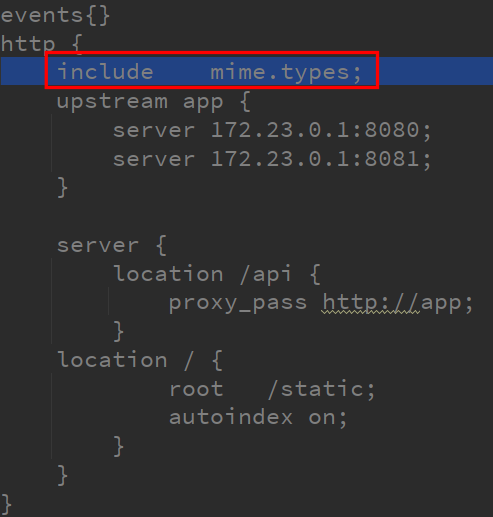 events{}
http {
    include    mime.types;
    upstream app {
        server 172.23.0.1:8080;
        server 172.23.0.1:8081;
    }

    server {
        location /api {
            proxy_pass http://app;
        }
    location / {
            root   /static;
            autoindex on;
        }
    }
}